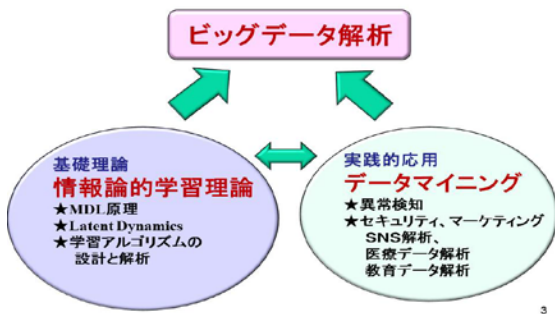 ビッグデータ解析
基礎理論
情報論的学習理論
★MDL原理
★Latent Dynamics
★学習アルゴリズムの
設計と解析
実践的応用
データマイニング
★異常検知
★セキュリティ、マーケティング
SNS解析、
医療データ解析
教育データ解析
3